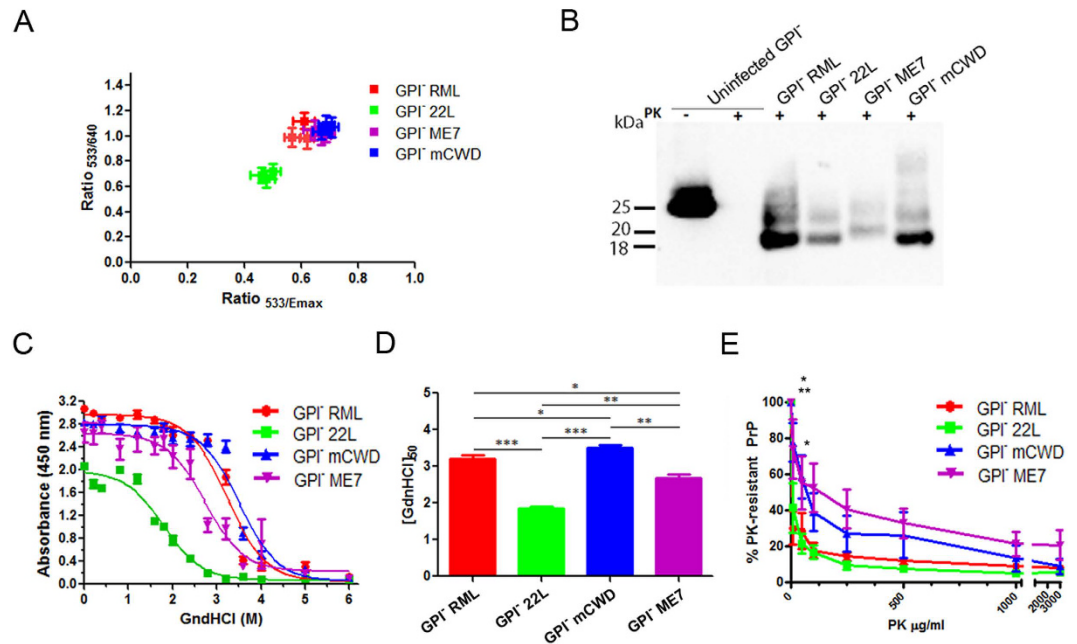 A
Ratio 533/640
1.4
1.2
1.0
0.8
0.6
0.4
0.2
0.0
0.0 0.2 0.4 0.6 0.8 1.0
Ratio 533/Emax
GPI⁻ RML
GPI⁻ 22L
GPI⁻ ME7
GPI⁻ mCWD
B
Uninfected GPI⁻
GPI⁻ RML
GPI⁻ 22L
GPI⁻ ME7
GPI⁻ mCWD
kDa PK - + + + + +
25
20
18
C
Absorbance (450 nm)
3.2
2.8
2.4
2.0
1.6
1.2
0.8
0.4
0.0
0 1 2 3 4 5 6
GndHCl (M)
GPI⁻ RML
GPI⁻ 22L
GPI⁻ mCWD
GPI⁻ ME7
D
[GdnHCl]50
5
4
3
2
1
0
*
**
*
**
***
***
GPI⁻ RML
GPI⁻ 22L
GPI⁻ mCWD
GPI⁻ ME7
E
% PK-resistant PrP
*
**
*
100
80
60
40
20
0
0 500 1000 2000 3000
PK µg/ml
GPI⁻ RML
GPI⁻ 22L
GPI⁻ mCWD
GPI⁻ ME7